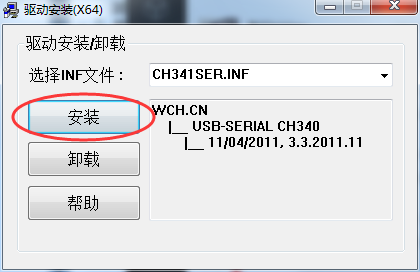 驱动安装(X64)
驱动安装/卸载
选择INF文件： CH341SER.INF
安装
WCH.CN
|__ USB-SERIAL CH340
|__ 11/04/2011, 3.3.2011.11
卸载
帮助